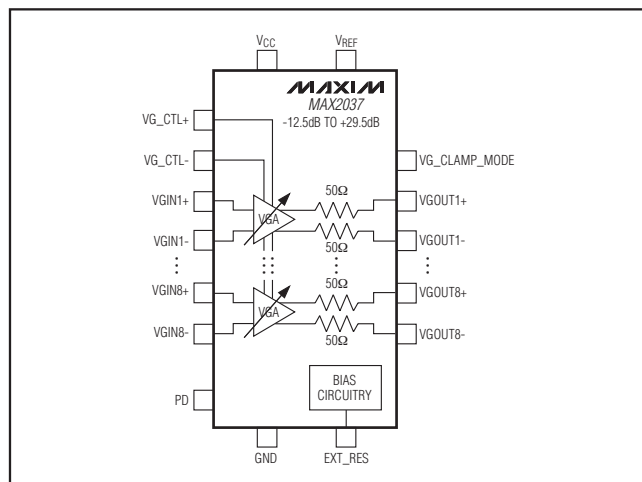 VCC
VREF
MAXIM
MAX2037
-12.5dB TO +29.5dB
VG_CTL+
VG_CTL-
VG_CLAMP_MODE
VGIN1+
VGA
50Ω
VGOUT1+
VGIN1-
50Ω
VGOUT1-
VGIN8+
VGA
50Ω
VGOUT8+
VGIN8-
50Ω
VGOUT8-
BIAS
CIRCUITRY
PD
GND
EXT_RES